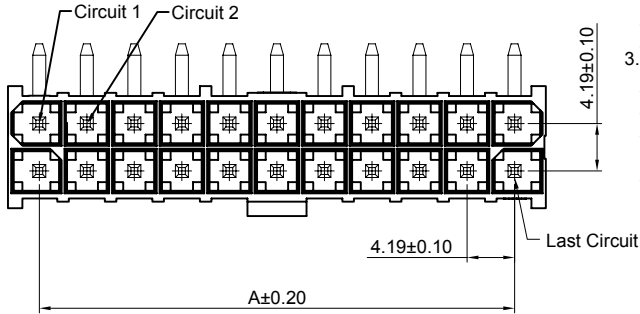 Circuit 1
Circuit 2
4.19±0.10
3.
4.19±0.10
Last Circuit
A±0.20